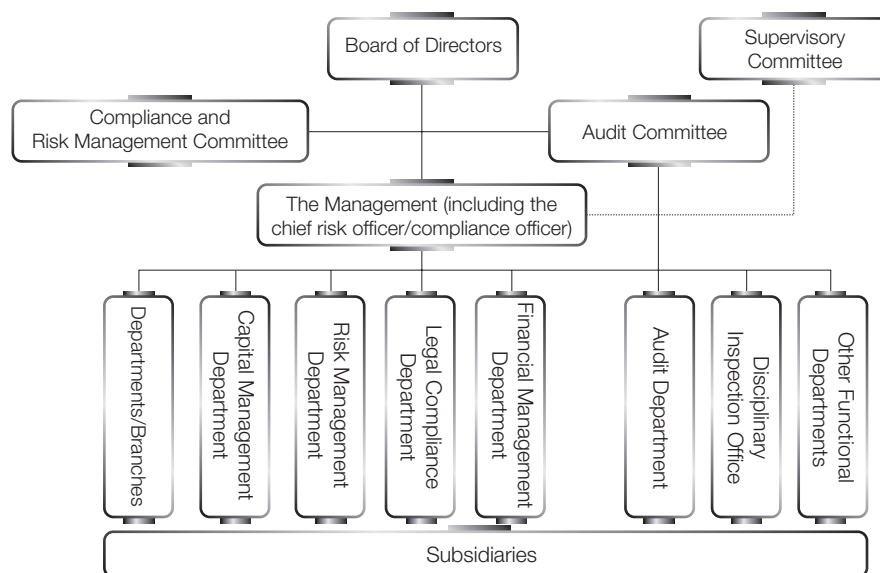 Board of Directors
Supervisory
Committee
Compliance and
Risk Management Committee
Audit Committee
The Management (including the
chief risk officer/compliance officer)
Departments/Branches
Capital Management
Department
Risk Management
Department
Legal Compliance
Department
Financial Management
Department
Audit Department
Disciplinary
Inspection Office
Other Functional
Departments
Subsidiaries